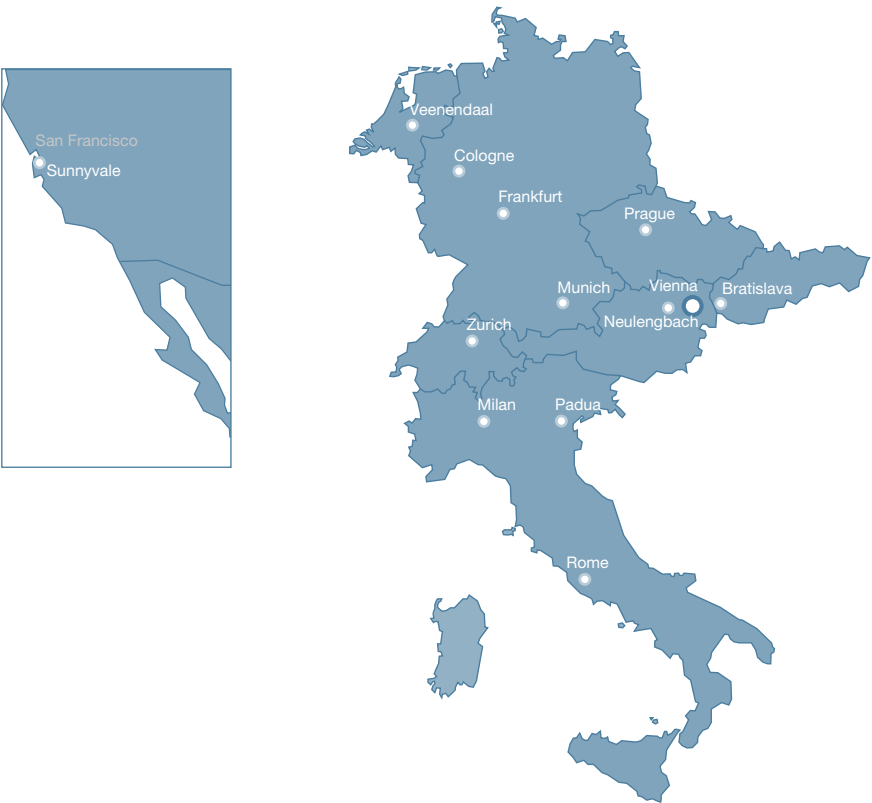 San Francisco
Sunnyvale
Veenendaal
Cologne
Frankfurt
Prague
Munich
Vienna
Bratislava
Neulengbach
Zurich
Milan
Padua
Rome